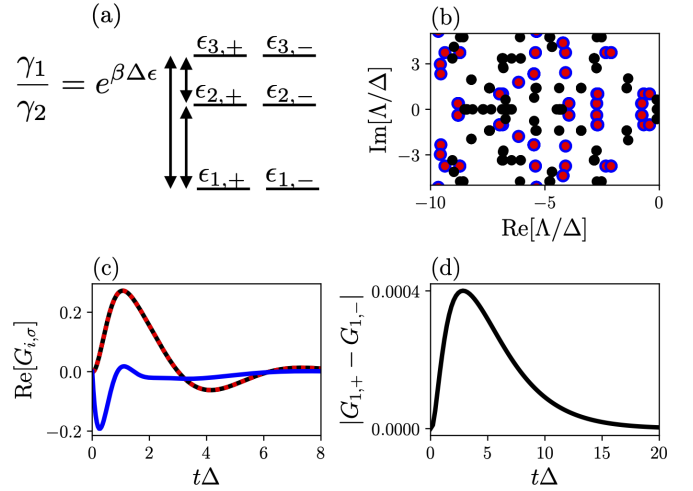 (a)
γ₁/γ₂ = e^{βΔϵ}
ϵ₃,₊ ϵ₃,₋
ϵ₂,₊ ϵ₂,₋
ϵ₁,₊ ϵ₁,₋
(b)
Im[Λ/Δ]
3
0
−3
−10 −5 0
Re[Λ/Δ]
(c)
Re[G_{i,σ}]
0.2
0.0
−0.2
0 2 4 6 8
tΔ
(d)
|G_{1,+} − G_{1,−}|
0.0004
0.0000
0 5 10 15 20
tΔ